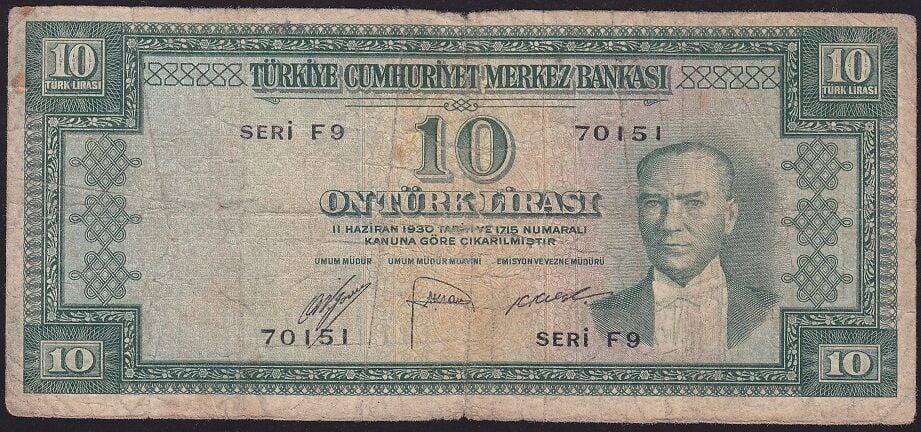 10
TÜRK LİRASI
TÜRKİYE CUMHURİYET MERKEZ BANKASI
10
TÜRK LİRASI
SERİ F9
10
70151
ON TÜRK LİRASI
11 HAZİRAN 1930 TARİH VE 1715 NUMARALI
KANUNA GÖRE ÇIKARILMIŞTIR
UMUM MÜDÜR
UMUM MÜDÜR MUAVİNİ
EMİSYON VE VEZNE MÜDÜRÜ
70151
SERİ F9
10
10